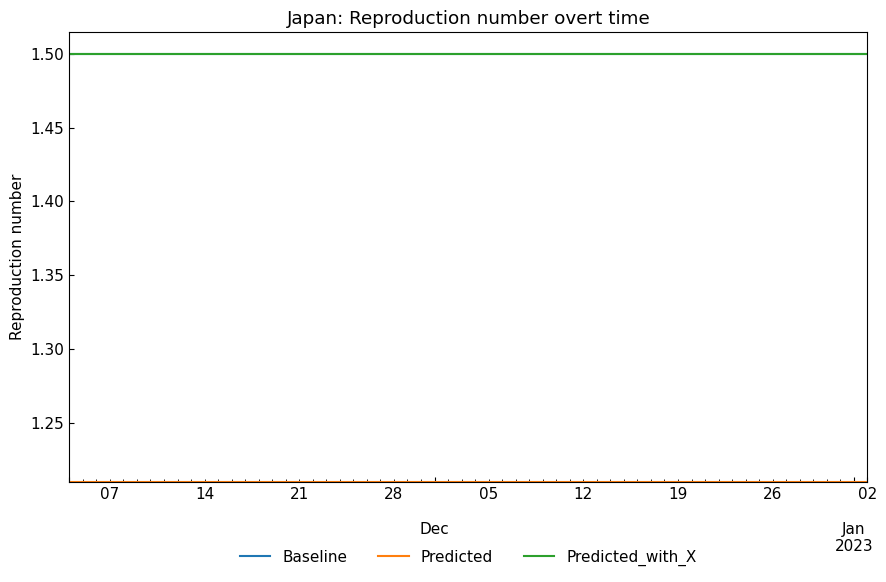 Japan: Reproduction number overt time
Reproduction number
1.50
1.45
1.40
1.35
1.30
1.25
07 14 21 28 05 12 19 26 02
Dec Jan
2023
Baseline Predicted Predicted_with_X